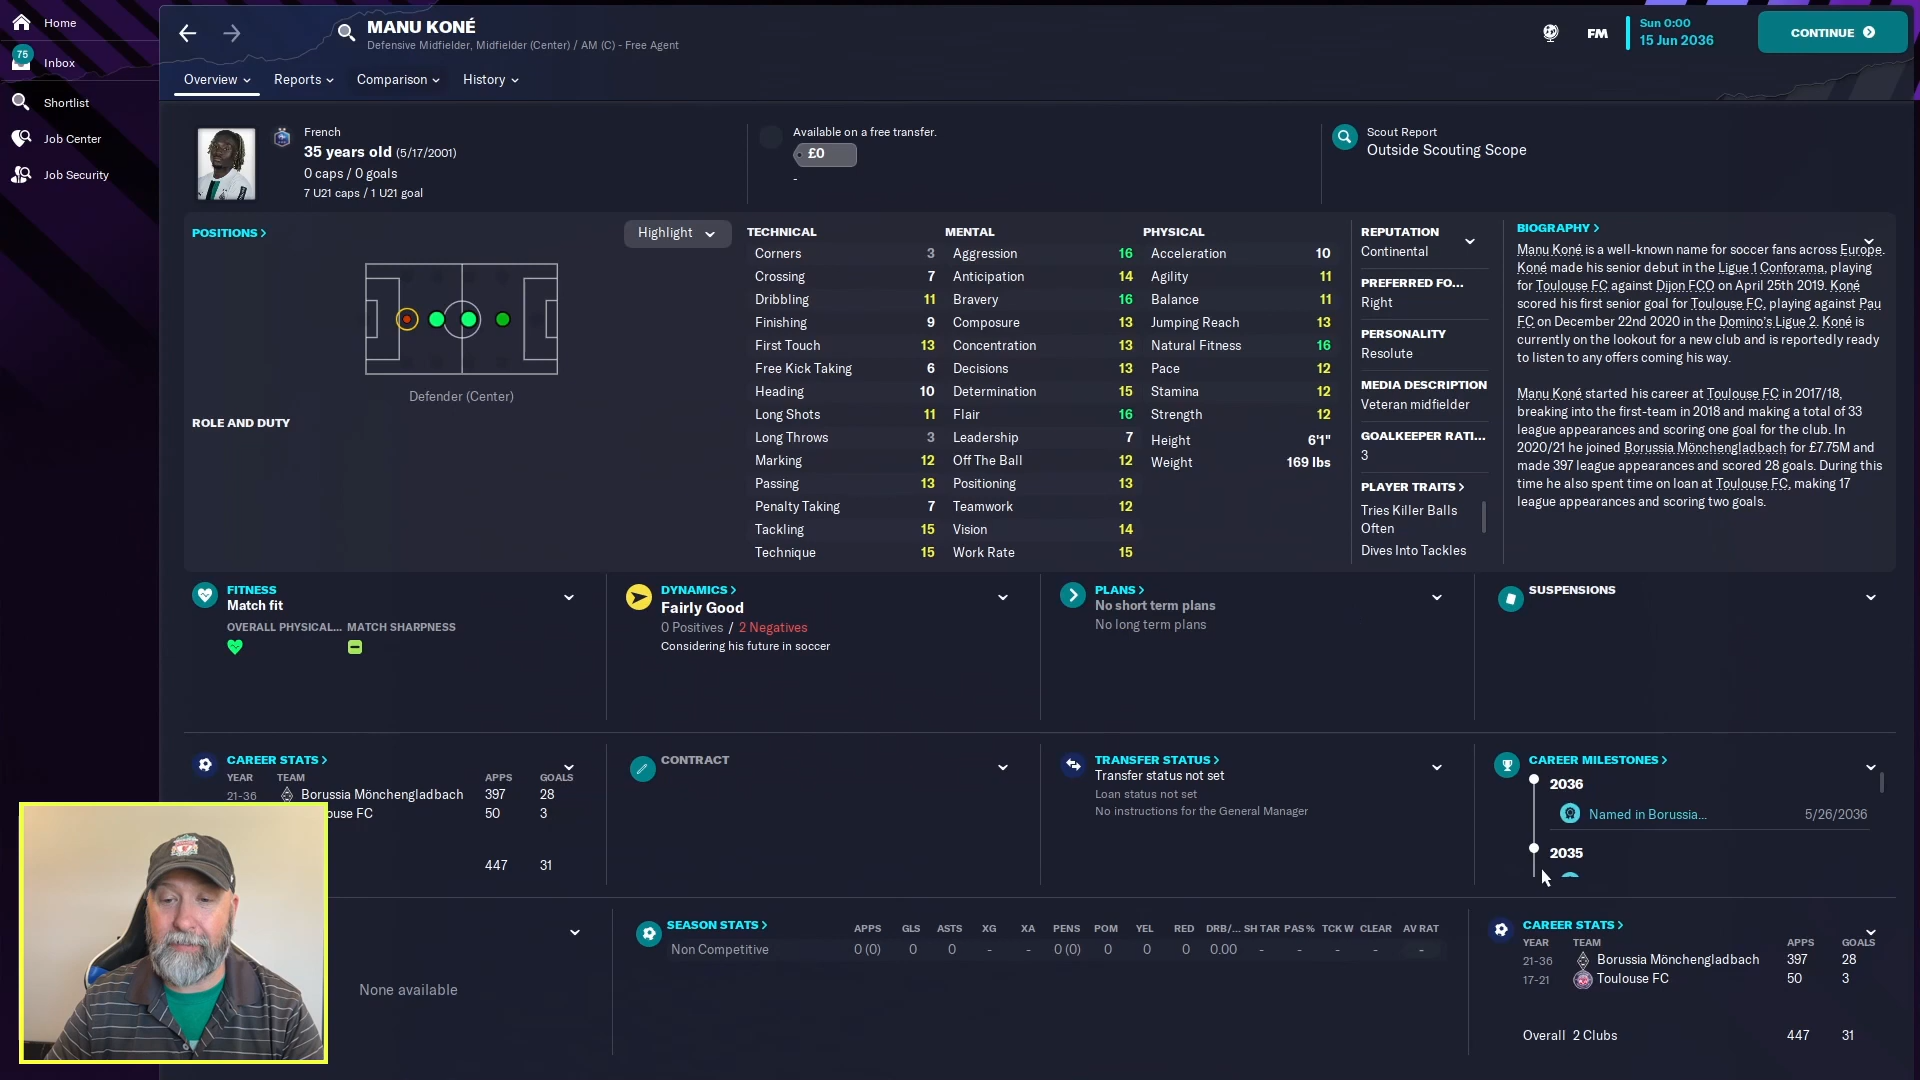 Home
75
Inbox
Shortlist
Job Center
Job Security
MANU KONÉ
Defensive Midfielder, Midfielder (Center) / AM (C) - Free Agent
FM
Sun 0:00
15 Jun 2036
CONTINUE
Overview
Reports
Comparison
History
French
35 years old (5/17/2001)
0 caps / 0 goals
7 U21 caps / 1 U21 goal
Available on a free transfer.
£0
-
Scout Report
Outside Scouting Scope
POSITIONS >
Highlight
Defender (Center)
ROLE AND DUTY
TECHNICAL
Corners 3
Crossing 7
Dribbling 11
Finishing 9
First Touch 13
Free Kick Taking 6
Heading 10
Long Shots 11
Long Throws 3
Marking 12
Passing 13
Penalty Taking 7
Tackling 15
Technique 15
MENTAL
Aggression 16
Anticipation 14
Bravery 16
Composure 13
Concentration 13
Decisions 13
Determination 15
Flair 16
Leadership 7
Off The Ball 12
Positioning 13
Teamwork 12
Vision 14
Work Rate 15
PHYSICAL
Acceleration 10
Agility 11
Balance 11
Jumping Reach 13
Natural Fitness 16
Pace 12
Stamina 12
Strength 12
Height 6'1"
Weight 169 lbs
REPUTATION
Continental
PREFERRED FO...
Right
PERSONALITY
Resolute
MEDIA DESCRIPTION
Veteran midfielder
GOALKEEPER RATI...
3
PLAYER TRAITS >
Tries Killer Balls
Often
Dives Into Tackles
BIOGRAPHY >
Manu Koné is a well-known name for soccer fans across Europe.
Koné made his senior debut in the Ligue 1 Conforama, playing
for Toulouse FC against Dijon FCO on April 25th 2019. Koné
scored his first senior goal for Toulouse FC, playing against Pau
FC on December 22nd 2020 in the Domino's Ligue 2. Koné is
currently on the lookout for a new club and is reportedly ready
to listen to any offers coming his way.
Manu Koné started his career at Toulouse FC in 2017/18,
breaking into the first-team in 2018 and making a total of 33
league appearances and scoring one goal for the club. In
2020/21 he joined Borussia Mönchengladbach for £7.75M and
made 397 league appearances and scored 28 goals. During this
time he also spent time on loan at Toulouse FC, making 17
league appearances and scoring two goals.
FITNESS
Match fit
OVERALL PHYSICAL... MATCH SHARPNESS
DYNAMICS >
Fairly Good
0 Positives / 2 Negatives
Considering his future in soccer
PLANS >
No short term plans
No long term plans
SUSPENSIONS
CAREER STATS >
YEAR TEAM APPS GOALS
21-36 Borussia Mönchengladbach 397 28
ouse FC 50 3
447 31
CONTRACT
TRANSFER STATUS >
Transfer status not set
Loan status not set
No instructions for the General Manager
CAREER MILESTONES >
2036
Named in Borussia... 5/26/2036
2035
None available
SEASON STATS >
APPS GLS ASTS XG XA PENS POM YEL RED DRB/... SH TAR PAS % TCK W CLEAR AV RAT
Non Competitive 0 (0) 0 0 - - 0 (0) 0 0 0 0.00 - - - - -
CAREER STATS >
YEAR TEAM APPS GOALS
21-36 Borussia Mönchengladbach 397 28
17-21 Toulouse FC 50 3
Overall 2 Clubs 447 31